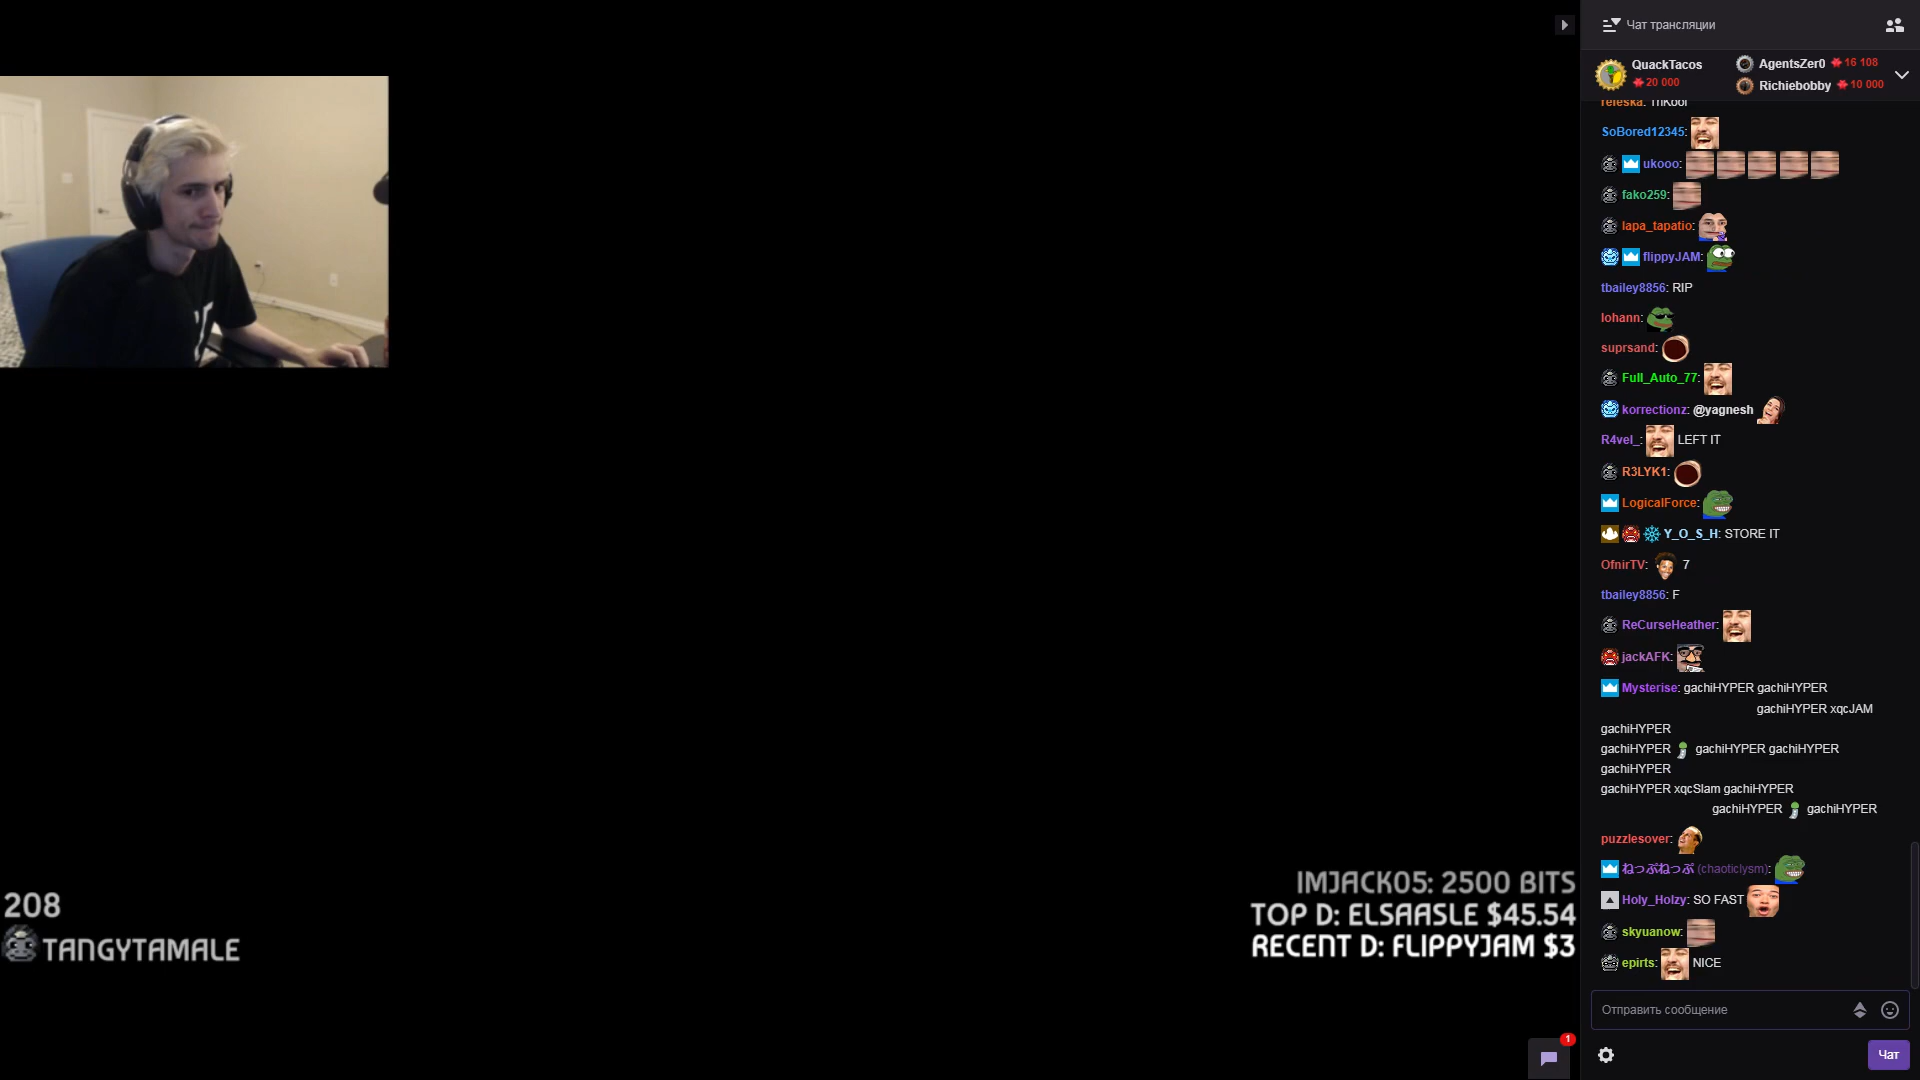 Чат трансляции
QuackTacos
20 000
AgentsZer0 16 108
Richiebobby 10 000
releska: TriKool
SoBored12345:
ukooo:
fako259:
lapa_tapatio:
flippyJAM:
tbailey8856: RIP
lohann:
suprsand:
Full_Auto_77:
korrectionz: @yagnesh
R4vel_: LEFT IT
R3LYK1:
LogicalForce:
Y_O_S_H: STORE IT
OfnirTV: 7
tbailey8856: F
ReCurseHeather:
jackAFK:
Mysterise: gachiHYPER gachiHYPER
gachiHYPER xqcJAM
gachiHYPER
gachiHYPER gachiHYPER gachiHYPER
gachiHYPER
gachiHYPER xqcSlam gachiHYPER
gachiHYPER gachiHYPER
puzzlesover:
ねっぷねっぷ (chaoticlysm):
Holy_Holzy: SO FAST
skyuanow:
epirts: NICE
Отправить сообщение
1
Чат
208
TANGYTAMALE
IMJACK05: 2500 BITS
TOP D: ELSAASLE $45.54
RECENT D: FLIPPYJAM $3